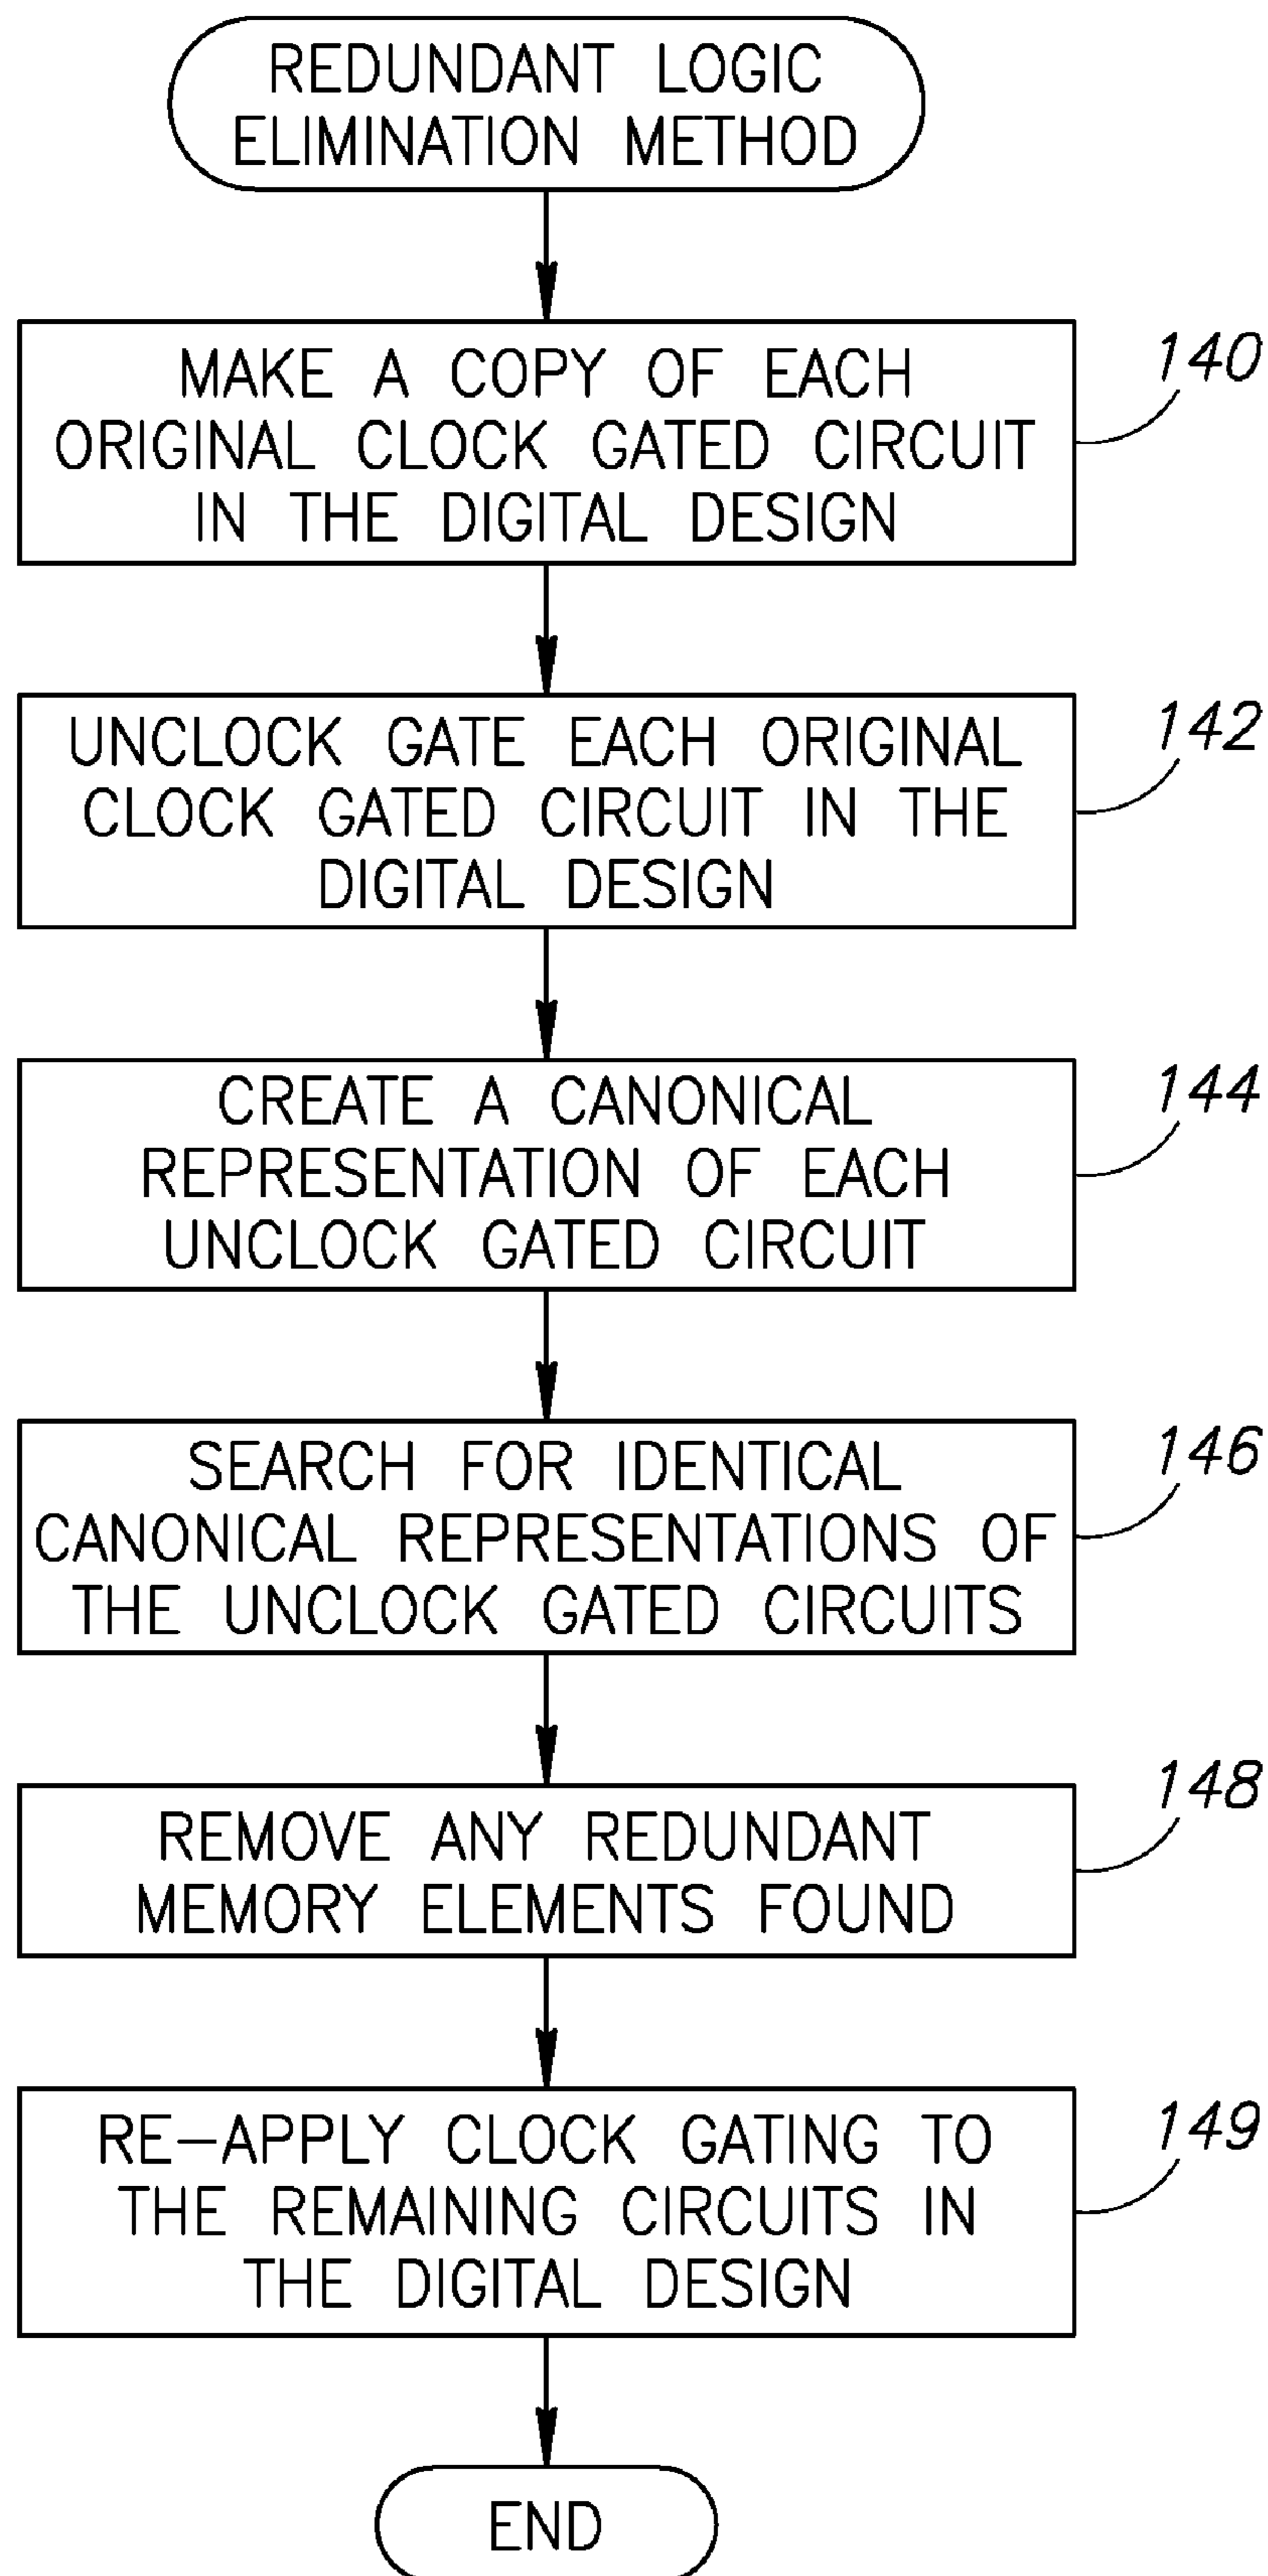 REDUNDANT LOGIC
ELIMINATION METHOD
MAKE A COPY OF EACH
ORIGINAL CLOCK GATED CIRCUIT
IN THE DIGITAL DESIGN
140
UNCLOCK GATE EACH ORIGINAL
CLOCK GATED CIRCUIT IN THE
DIGITAL DESIGN
142
CREATE A CANONICAL
REPRESENTATION OF EACH
UNCLOCK GATED CIRCUIT
144
SEARCH FOR IDENTICAL
CANONICAL REPRESENTATIONS OF
THE UNCLOCK GATED CIRCUITS
146
REMOVE ANY REDUNDANT
MEMORY ELEMENTS FOUND
148
RE-APPLY CLOCK GATING TO
THE REMAINING CIRCUITS IN
THE DIGITAL DESIGN
149
END